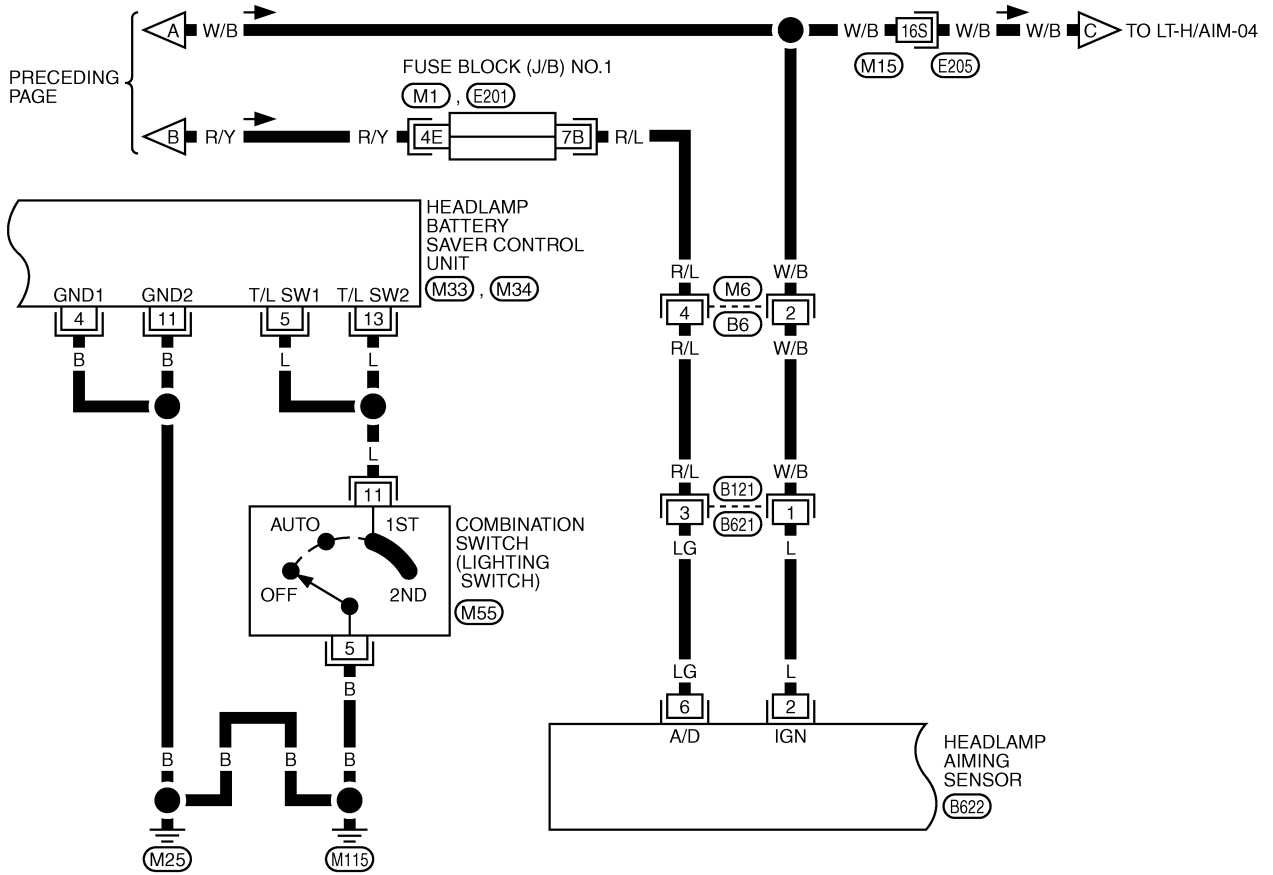 A W/B W/B 16S W/B W/B C TO LT-H/AIM-04
M15 E205
PRECEDING
PAGE
FUSE BLOCK (J/B) NO.1
M1 , E201
B R/Y R/Y 4E 7B R/L
HEADLAMP
BATTERY
SAVER CONTROL
UNIT
M33 , M34
GND1 GND2 T/L SW1 T/L SW2
4 11 5 13
B B L L
R/L M6 W/B
4 B6 2
R/L W/B
L
11
R/L B121 W/B
3 B621 1
LG L
AUTO 1ST
OFF 2ND
COMBINATION
SWITCH
(LIGHTING
SWITCH)
M55
5
B
LG L
6 2
A/D IGN
HEADLAMP
AIMING
SENSOR
B622
B B B B
M25 M115